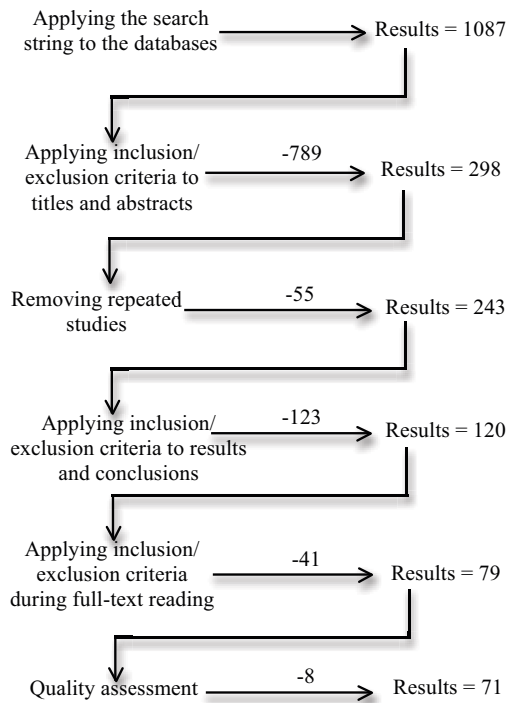 Applying the search
string to the databases
Results = 1087
Applying inclusion/
exclusion criteria to
titles and abstracts
-789
Results = 298
Removing repeated
studies
-55
Results = 243
Applying inclusion/
exclusion criteria to results
and conclusions
-123
Results = 120
Applying inclusion/
exclusion criteria
during full-text reading
-41
Results = 79
Quality assessment
-8
Results = 71